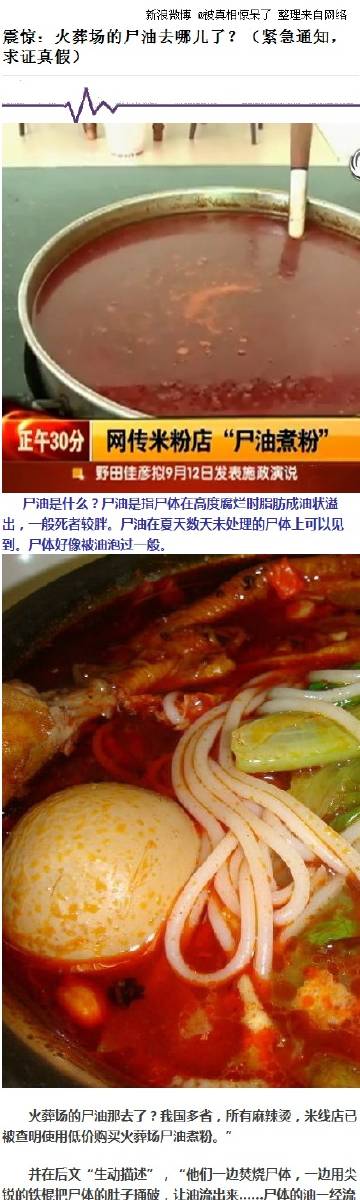 新浪微博 @被真相惊呆了 整理来自网络
震惊：火葬场的尸油去哪儿了？（紧急通知，
求证真假）
正午30分
网传米粉店“尸油煮粉”
野田佳彦拟9月12日发表施政演说
尸油是什么？尸油是指尸体在高度腐烂时脂肪成油状溢
出，一般死者较胖。尸油在夏天数天未处理的尸体上可以见
到。尸体好像被油泡过一般。
火葬场的尸油那去了？我国多省，所有麻辣烫，米线店已
被查明使用低价购买火葬场尸油煮粉。”
并在后文“生动描述”，“他们一边焚烧尸体，一边用尖
锐的铁棍把尸体的肚子捅破，让油流出来……尸体的油一经流